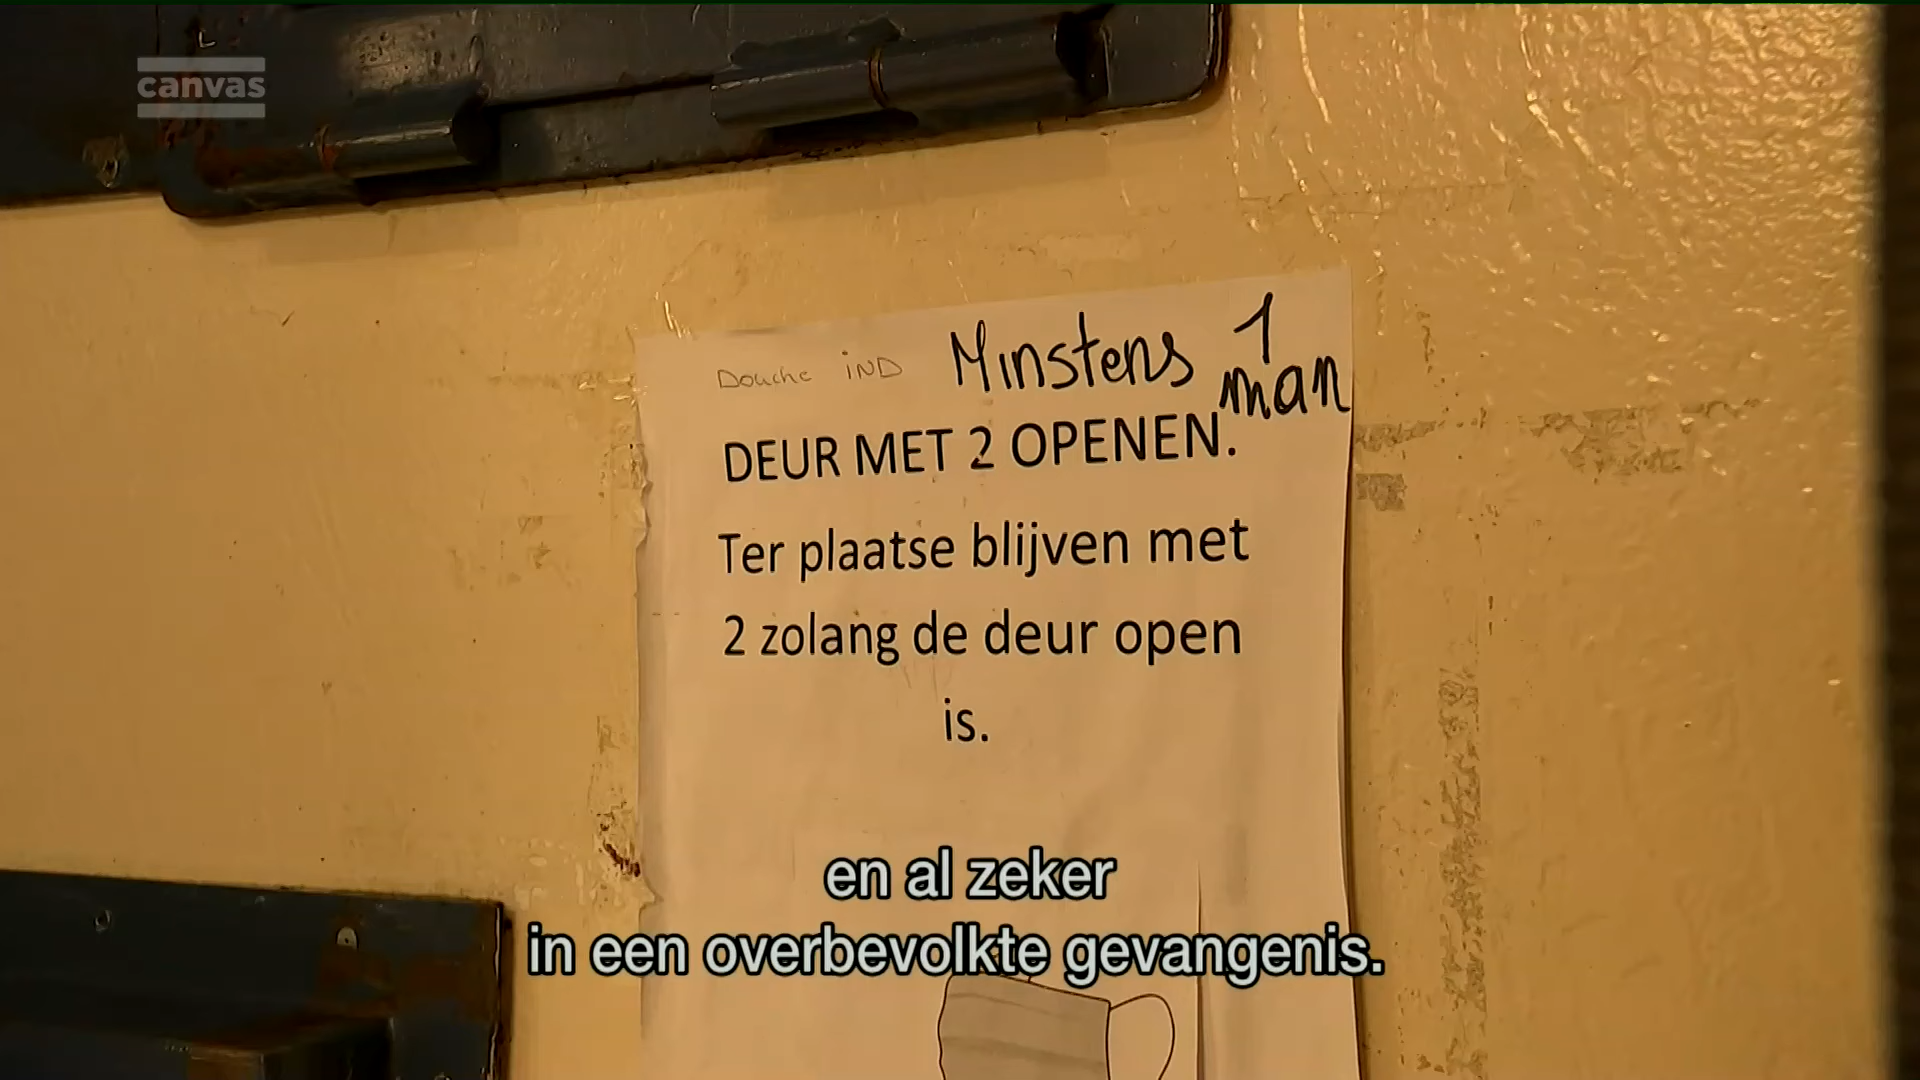 canvas
Douche iND Minstens 1
man
DEUR MET 2 OPENEN.
Ter plaatse blijven met
2 zolang de deur open
is.
en al zeker
in een overbevolkte gevangenis.